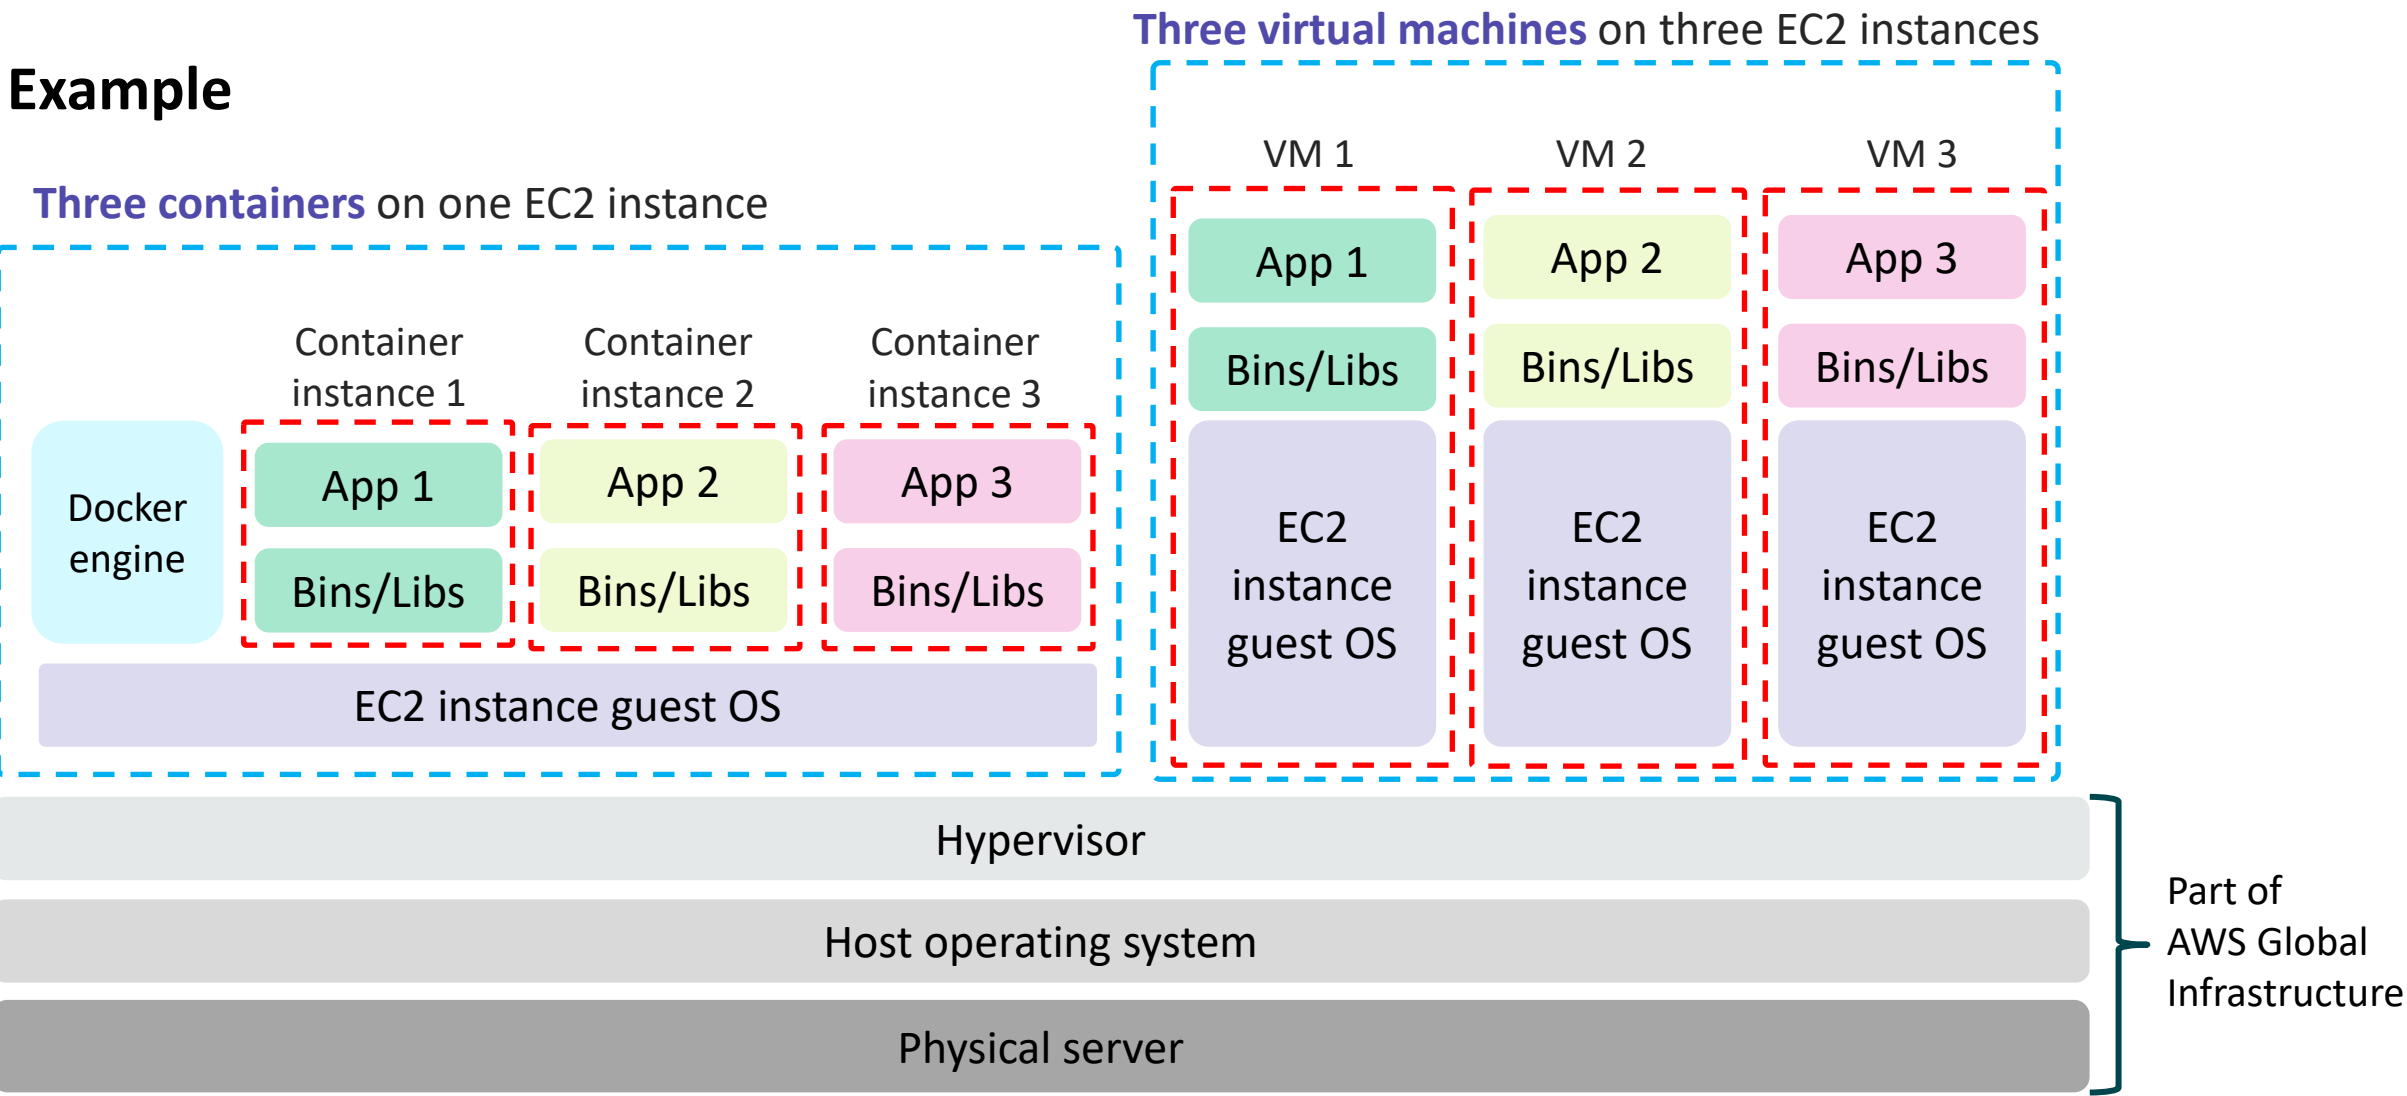 Three virtual machines on three EC2 instances
Example
Three containers on one EC2 instance
Container
instance 1
Container
instance 2
Container
instance 3
Docker
engine
App 1
Bins/Libs
App 2
Bins/Libs
App 3
Bins/Libs
EC2 instance guest OS
VM 1
App 1
Bins/Libs
EC2
instance
guest OS
VM 2
App 2
Bins/Libs
EC2
instance
guest OS
VM 3
App 3
Bins/Libs
EC2
instance
guest OS
Hypervisor
Host operating system
Physical server
Part of
AWS Global
Infrastructure